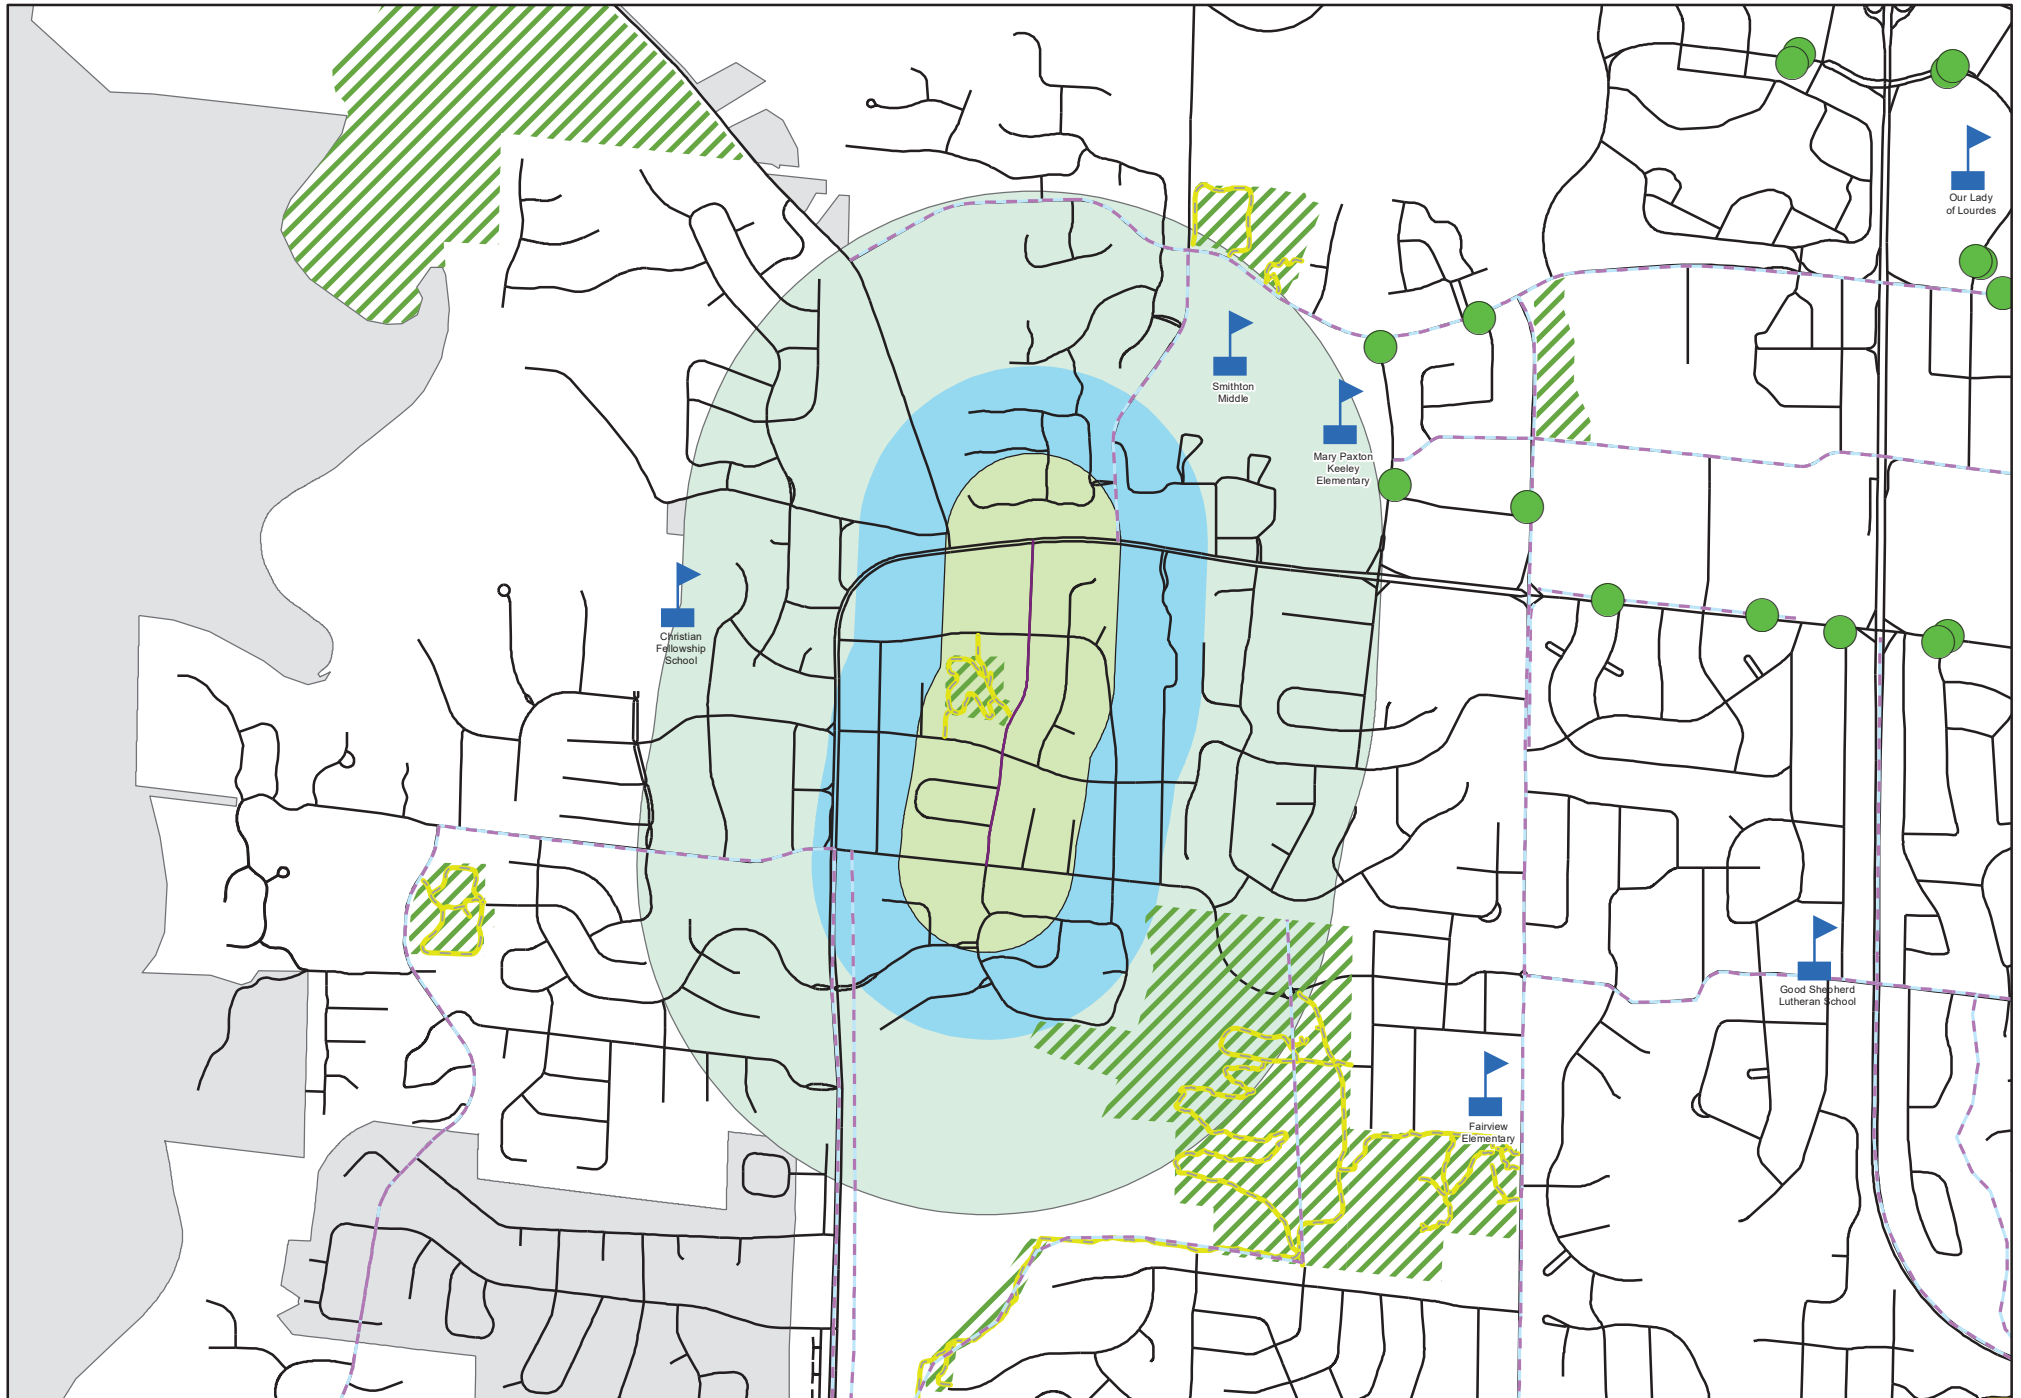 Our Lady
of Lourdes
Smithton
Middle
Mary Paxton
Keeley
Elementary
Christian
Fellowship
School
Good Shepherd
Lutheran School
Fairview
Elementary